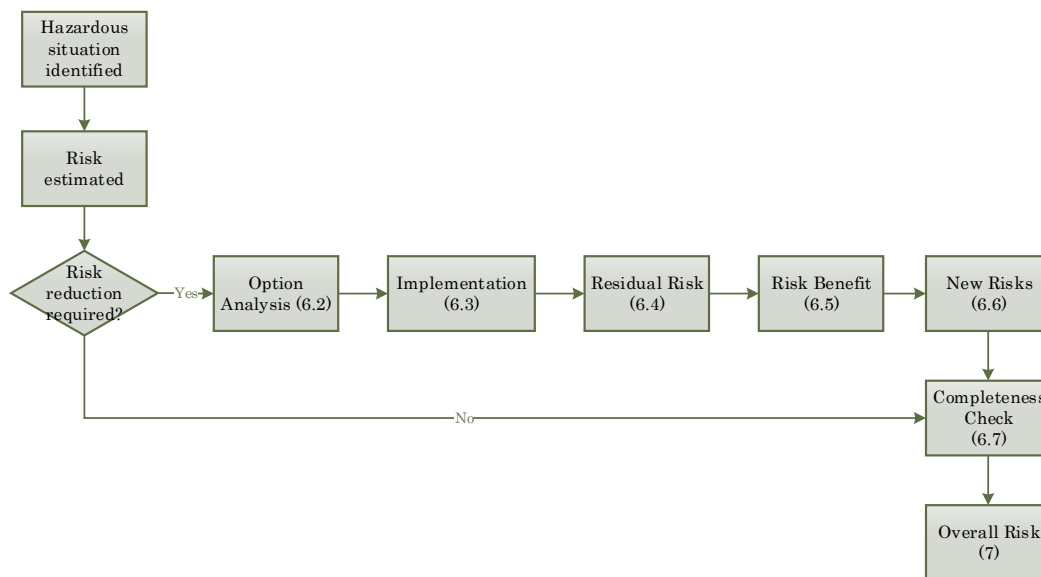 Hazardous
situation
identified
Risk
estimated
Risk
reduction
required?
Yes
Option
Analysis (6.2)
Implementation
(6.3)
Residual Risk
(6.4)
Risk Benefit
(6.5)
New Risks
(6.6)
No
Completeness
Check
(6.7)
Overall Risk
(7)